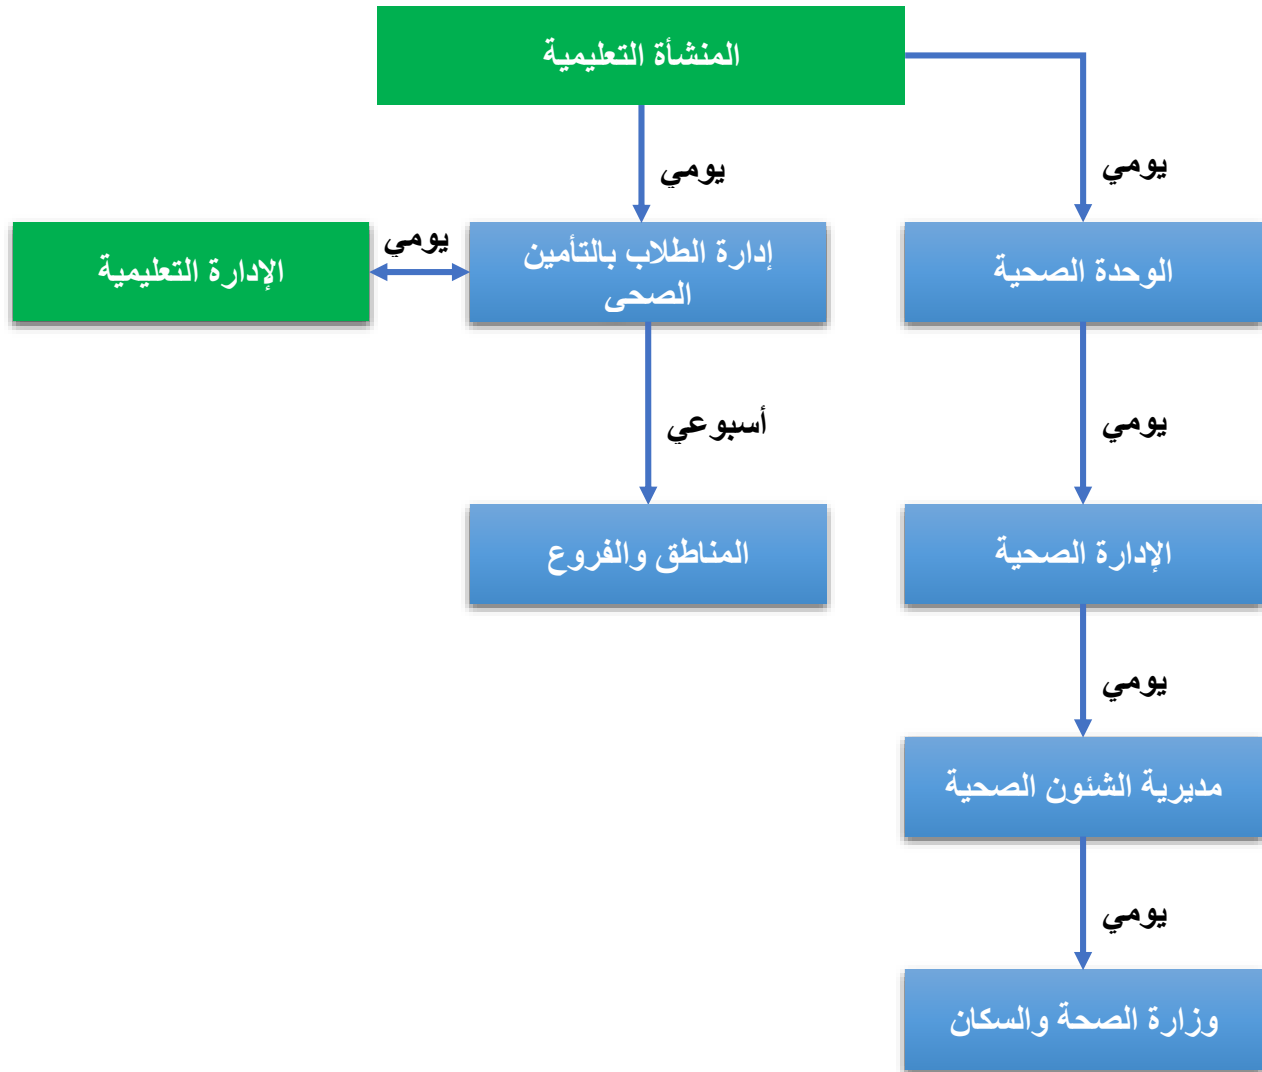 المنشأة التعليمية
يومي
يومي
الوحدة الصحية
إدارة الطلاب بالتأمين
الصحى
يومي
الإدارة التعليمية
يومي
أسبوعي
الإدارة الصحية
المناطق والفروع
يومي
مديرية الشئون الصحية
يومي
وزارة الصحة والسكان